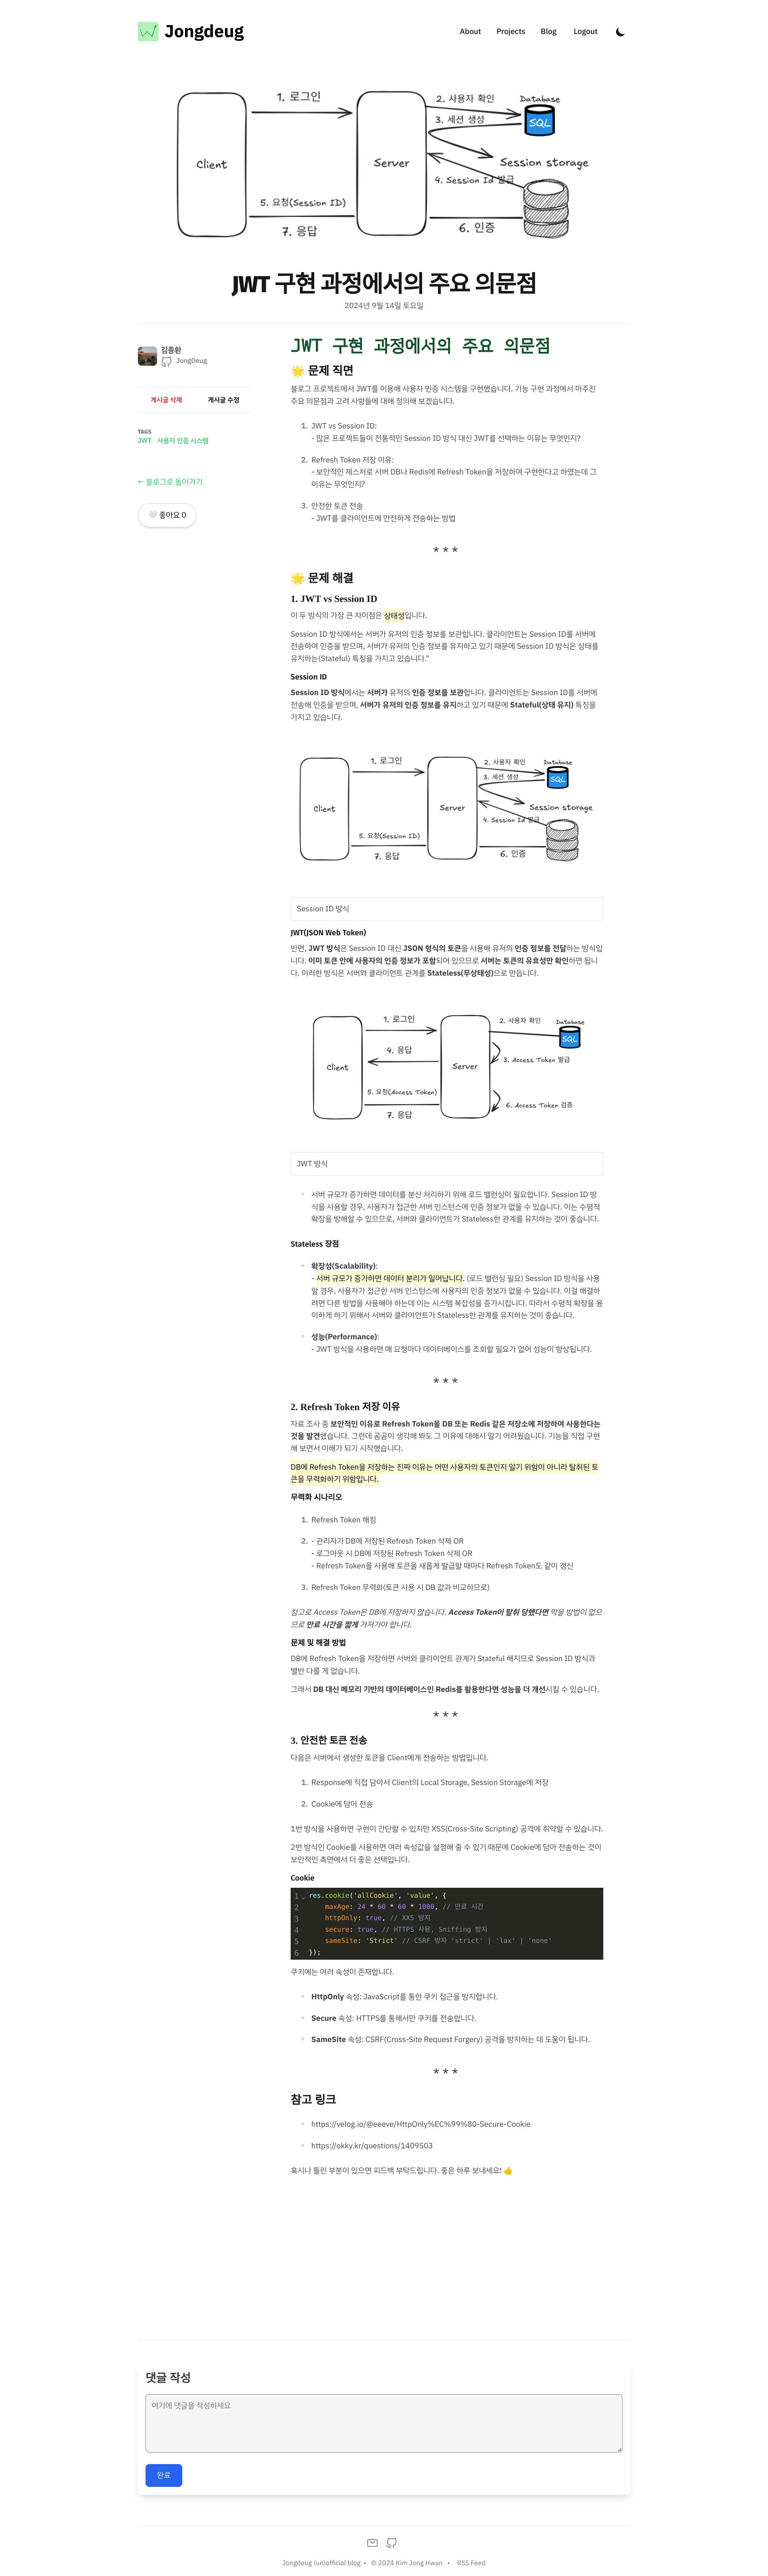 Jongdeug
About Projects Blog Logout
1. 로그인
2. 사용자 확인
Database
3. 세션 생성
SQL
Client
Server
Session storage
4. Session Id 발급
5. 요청(Session ID)
6. 인증
7. 응답
JWT 구현 과정에서의 주요 의문점
2024년 9월 14일 토요일
김종환
JongDeug
게시글 삭제 게시글 수정
TAGS
JWT 사용자 인증 시스템
← 블로그로 돌아가기
🤍 좋아요 0
JWT 구현 과정에서의 주요 의문점
🌟 문제 직면
블로그 프로젝트에서 JWT를 이용해 사용자 인증 시스템을 구현했습니다. 기능 구현 과정에서 마주친
주요 의문점과 고려 사항들에 대해 정의해 보겠습니다.
1. JWT vs Session ID:
- 많은 프로젝트들이 전통적인 Session ID 방식 대신 JWT를 선택하는 이유는 무엇인지?
2. Refresh Token 저장 이유:
- 보안적인 제스처로 서버 DB나 Redis에 Refresh Token을 저장하여 구현한다고 하였는데 그
이유는 무엇인지?
3. 안전한 토큰 전송
- JWT를 클라이언트에 안전하게 전송하는 방법
* * *
🌟 문제 해결
1. JWT vs Session ID
이 두 방식의 가장 큰 차이점은 상태성입니다.
Session ID 방식에서는 서버가 유저의 인증 정보를 보관합니다. 클라이언트는 Session ID를 서버에
전송하여 인증을 받으며, 서버가 유저의 인증 정보를 유지하고 있기 때문에 Session ID 방식은 상태를
유지하는(Stateful) 특징을 가지고 있습니다."
Session ID
Session ID 방식에서는 서버가 유저의 인증 정보를 보관합니다. 클라이언트는 Session ID를 서버에
전송해 인증을 받으며, 서버가 유저의 인증 정보를 유지하고 있기 때문에 Stateful(상태 유지) 특징을
가지고 있습니다.
1. 로그인
2. 사용자 확인
Database
3. 세션 생성
SQL
Client
Server
Session storage
4. Session Id 발급
5. 요청(Session ID)
6. 인증
7. 응답
Session ID 방식
JWT(JSON Web Token)
반면, JWT 방식은 Session ID 대신 JSON 형식의 토큰을 사용해 유저의 인증 정보를 전달하는 방식입니
다. 이미 토큰 안에 사용자의 인증 정보가 포함되어 있으므로 서버는 토큰의 유효성만 확인하면 됩니
다. 이러한 방식은 서버와 클라이언트 관계를 Stateless(무상태성)으로 만듭니다.
1. 로그인
2. 사용자 확인
Database
SQL
4. 응답
3. Access Token 발급
Client
Server
5. 요청(Access Token)
6. Access Token 검증
7. 응답
JWT 방식
서버 규모가 증가하면 데이터를 분산 처리하기 위해 로드 밸런싱이 필요합니다. Session ID 방
식을 사용할 경우, 사용자가 접근한 서버 인스턴스에 인증 정보가 없을 수 있습니다. 이는 수평적
확장을 방해할 수 있으므로, 서버와 클라이언트가 Stateless한 관계를 유지하는 것이 좋습니다.
Stateless 장점
확장성(Scalability):
- 서버 규모가 증가하면 데이터 분리가 일어납니다. (로드 밸런싱 필요) Session ID 방식을 사용
할 경우, 사용자가 접근한 서버 인스턴스에 사용자의 인증 정보가 없을 수 있습니다. 이걸 해결하
려면 다른 방법을 사용해야 하는데 이는 시스템 복잡성을 증가시킵니다. 따라서 수평적 확장을 용
이하게 하기 위해서 서버와 클라이언트가 Stateless한 관계를 유지하는 것이 좋습니다.
성능(Performance):
- JWT 방식을 사용하면 매 요청마다 데이터베이스를 조회할 필요가 없어 성능이 향상됩니다.
* * *
2. Refresh Token 저장 이유
자료 조사 중 보안적인 이유로 Refresh Token을 DB 또는 Redis 같은 저장소에 저장하여 사용한다는
것을 발견했습니다. 그런데 곰곰이 생각해 봐도 그 이유에 대해서 알기 어려웠습니다. 기능을 직접 구현
해 보면서 이해가 되기 시작했습니다.
DB에 Refresh Token을 저장하는 진짜 이유는 어떤 사용자의 토큰인지 알기 위함이 아니라 탈취된 토
큰을 무력화하기 위함입니다.
무력화 시나리오
1. Refresh Token 해킹
2. - 관리자가 DB에 저장된 Refresh Token 삭제 OR
- 로그아웃 시 DB에 저장된 Refresh Token 삭제 OR
- Refresh Token을 사용해 토큰을 새롭게 발급할 때마다 Refresh Token도 같이 갱신
3. Refresh Token 무력화(토큰 사용 시 DB 값과 비교하므로)
참고로 Access Token은 DB에 저장하지 않습니다. Access Token이 탈취 당했다면 막을 방법이 없으
므로 만료 시간을 짧게 가져가야 합니다.
문제 및 해결 방법
DB에 Refresh Token을 저장하면 서버와 클라이언트 관계가 Stateful 해지므로 Session ID 방식과
별반 다를 게 없습니다.
그래서 DB 대신 메모리 기반의 데이터베이스인 Redis를 활용한다면 성능을 더 개선시킬 수 있습니다.
* * *
3. 안전한 토큰 전송
다음은 서버에서 생성한 토큰을 Client에게 전송하는 방법입니다.
1. Response에 직접 담아서 Client의 Local Storage, Session Storage에 저장
2. Cookie에 담아 전송
1번 방식을 사용하면 구현이 간단할 수 있지만 XSS(Cross-Site Scripting) 공격에 취약할 수 있습니다.
2번 방식인 Cookie를 사용하면 여러 속성값을 설정해 줄 수 있기 때문에 Cookie에 담아 전송하는 것이
보안적인 측면에서 더 좋은 선택입니다.
Cookie
1 res.cookie('allCookie', 'value', {
2 maxAge: 24 * 60 * 60 * 1000, // 만료 시간
3 httpOnly: true, // XXS 방지
4 secure: true, // HTTPS 사용, Sniffing 방지
5 sameSite: 'Strict' // CSRF 방지 'strict' | 'lax' | 'none'
6 });
쿠키에는 여러 속성이 존재합니다.
HttpOnly 속성: JavaScript를 통한 쿠키 접근을 방지합니다.
Secure 속성: HTTPS를 통해서만 쿠키를 전송합니다.
SameSite 속성: CSRF(Cross-Site Request Forgery) 공격을 방지하는 데 도움이 됩니다.
* * *
참고 링크
https://velog.io/@eeeve/HttpOnly%EC%99%80-Secure-Cookie
https://okky.kr/questions/1409503
혹시나 틀린 부분이 있으면 피드백 부탁드립니다. 좋은 하루 보내세요! 👍
댓글 작성
여기에 댓글을 작성하세요
완료
Jongdeug (un)official blog • © 2024 Kim Jong Hwan • RSS Feed